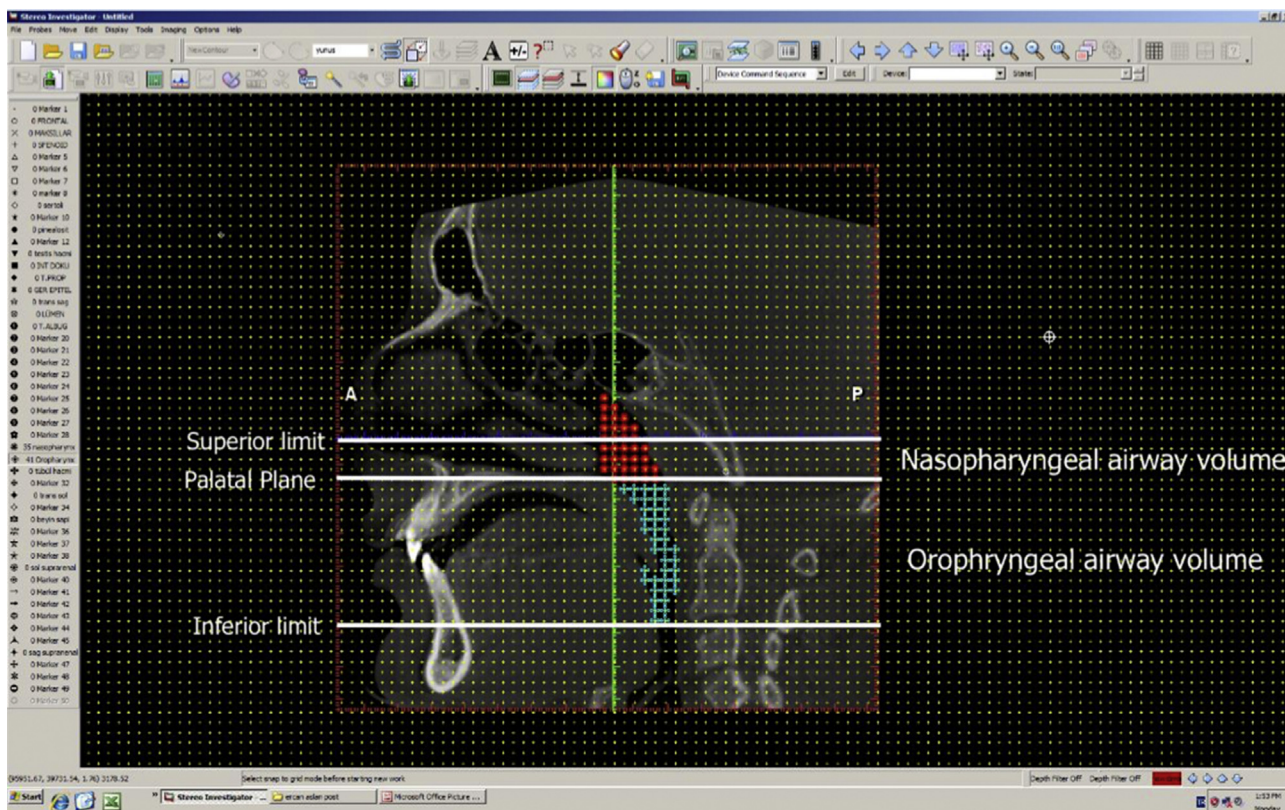 Stereo Investigator - Untitled
File Probes Move Edit Display Tools Imaging Options Help
New Contour
yunus
Device Command Sequence
Edit
Device:
State:
0 Marker 1
0 FRONTAL
0 MAKSILLAR
0 SFENOID
0 Marker 5
0 Marker 6
0 Marker 7
0 marker 8
0 sertoli
0 Marker 10
0 pinealosit
0 Marker 12
0 testis hacmi
0 INT DOKU
0 T.PROP
0 GER EPITEL
0 trans sag
0 LÜMEN
0 T.ALBUG
0 Marker 20
0 Marker 21
0 Marker 22
0 Marker 23
0 Marker 24
0 Marker 25
0 Marker 26
0 Marker 27
0 Marker 28
35 nasopharynx
41 Oropharynx
0 tübül hacmi
0 Marker 32
0 trans sol
0 Marker 34
0 beyin sapi
0 Marker 36
0 Marker 37
0 Marker 38
0 sol suprarenal
0 Marker 40
0 Marker 41
0 Marker 42
0 Marker 43
0 Marker 44
0 Marker 45
0 sag suprarenal
0 Marker 47
0 Marker 48
0 Marker 49
0 Marker 50
A
P
Superior limit
Palatal Plane
Nasopharyngeal airway volume
Orophryngeal airway volume
Inferior limit
Select snap to grid mode before starting new work
Depth Filter Off Depth Filter Off
Start
Stereo Investigator - ...
ercan aslan post
Microsoft Office Picture ...
1:53 PM